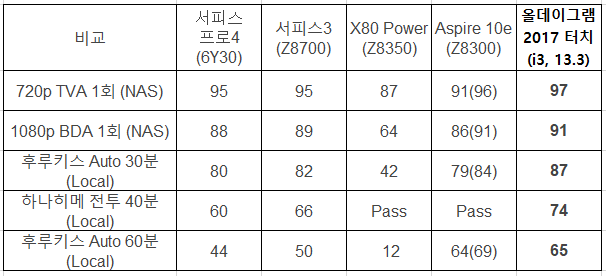 비교 서피스 프로4 (6Y30) 서피스3 (Z8700) X80 Power (Z8350) Aspire 10e (Z8300) 올데이그램 2017 터치 (i3, 13.3)
720p TVA 1회 (NAS) 95 95 87 91(96) 97
1080p BDA 1회 (NAS) 88 89 64 86(91) 91
후루키스 Auto 30분 (Local) 80 82 42 79(84) 87
하나히메 전투 40분 (Local) 60 66 Pass Pass 74
후루키스 Auto 60분 (Local) 44 50 12 64(69) 65